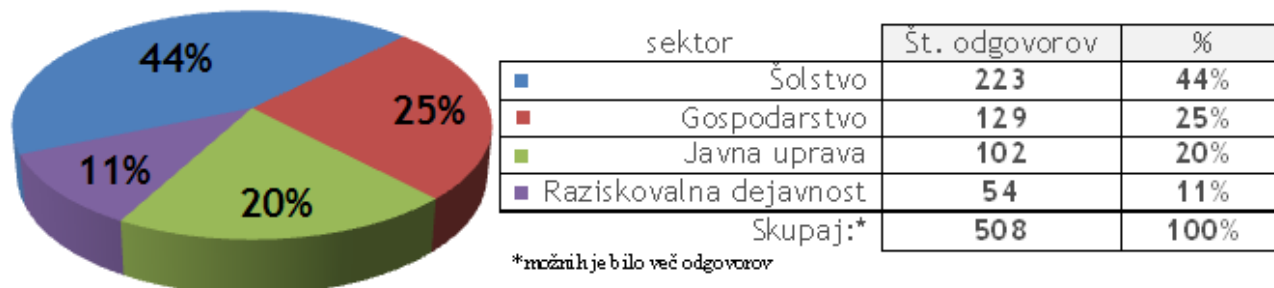 44%
25%
20%
11%
sektor Št. odgovorov %
Šolstvo 223 44%
Gospodarstvo 129 25%
Javna uprava 102 20%
Raziskovalna dejavnost 54 11%
Skupaj:* 508 100%
*možnih je bilo več odgovorov